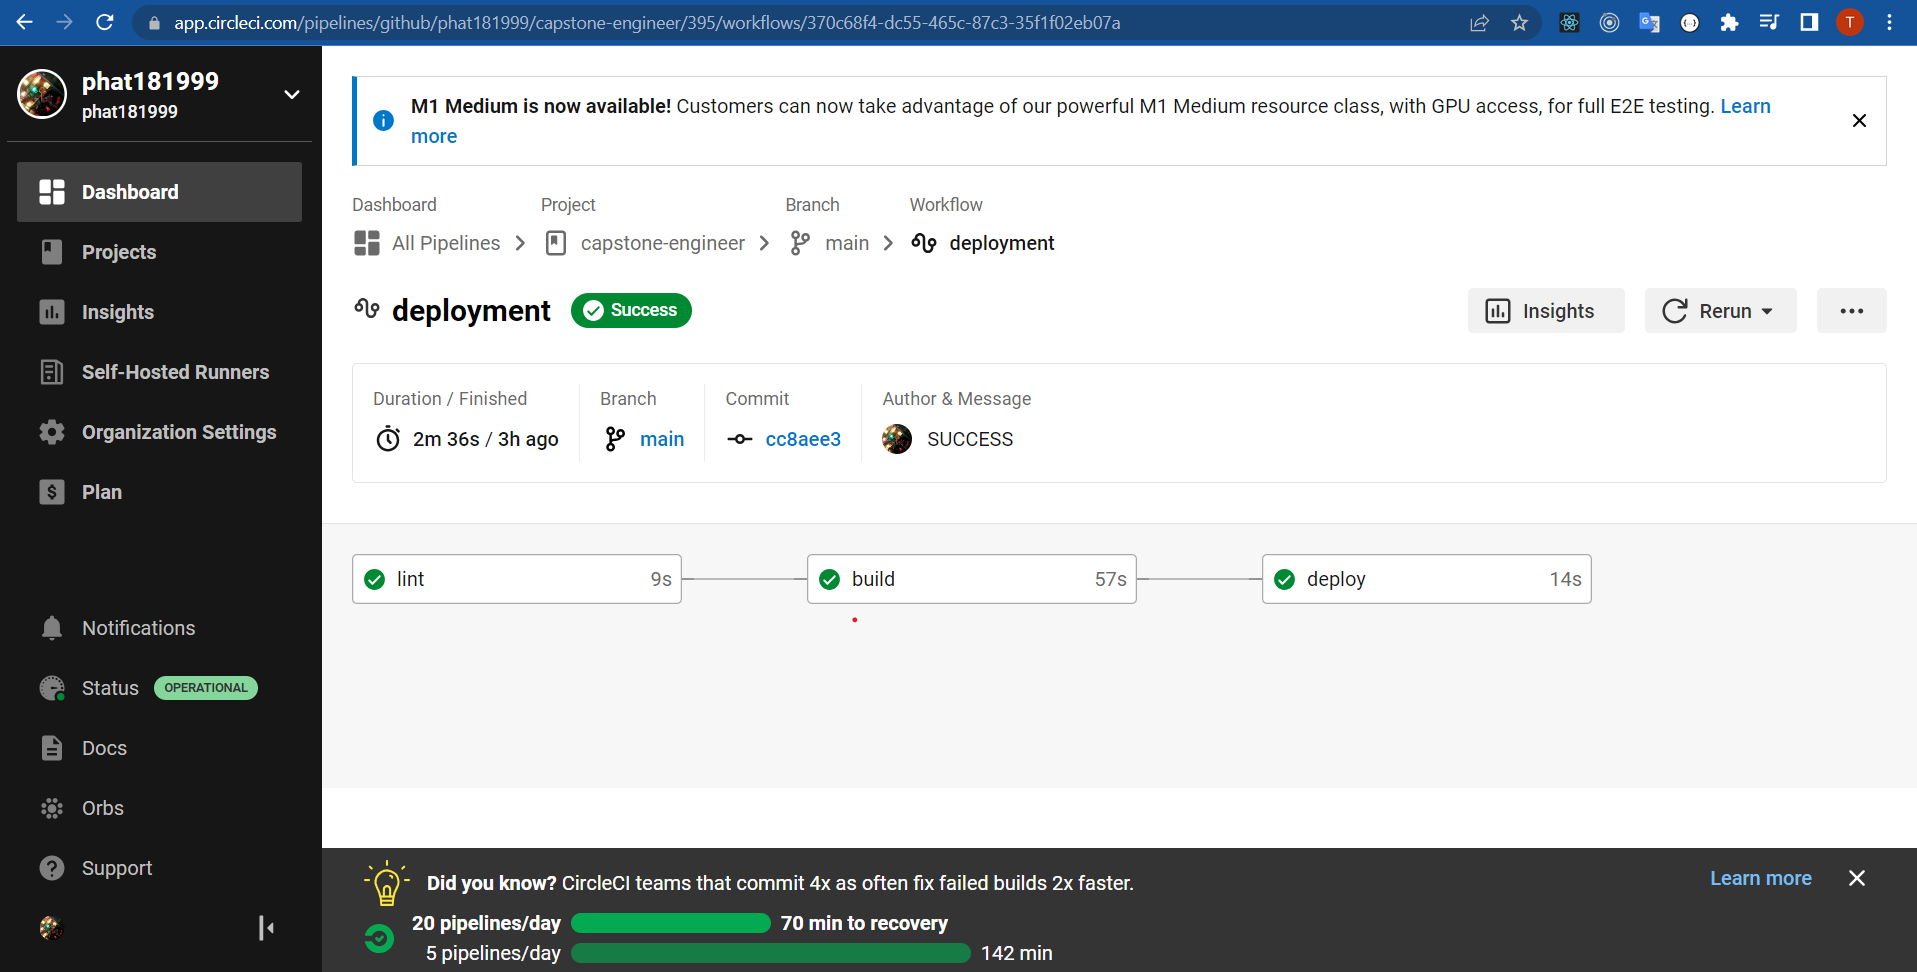 app.circleci.com/pipelines/github/phat181999/capstone-engineer/395/workflows/370c68f4-dc55-465c-87c3-35f1f02eb07a
T
phat181999
phat181999
Dashboard
Projects
Insights
Self-Hosted Runners
Organization Settings
Plan
Notifications
Status OPERATIONAL
Docs
Orbs
Support
M1 Medium is now available! Customers can now take advantage of our powerful M1 Medium resource class, with GPU access, for full E2E testing. Learn
more
Dashboard Project Branch Workflow
All Pipelines capstone-engineer main deployment
deployment Success
Insights Rerun
Duration / Finished Branch Commit Author & Message
2m 36s / 3h ago main cc8aee3 SUCCESS
lint 9s build 57s deploy 14s
Did you know? CircleCI teams that commit 4x as often fix failed builds 2x faster.
Learn more
20 pipelines/day 70 min to recovery
5 pipelines/day 142 min